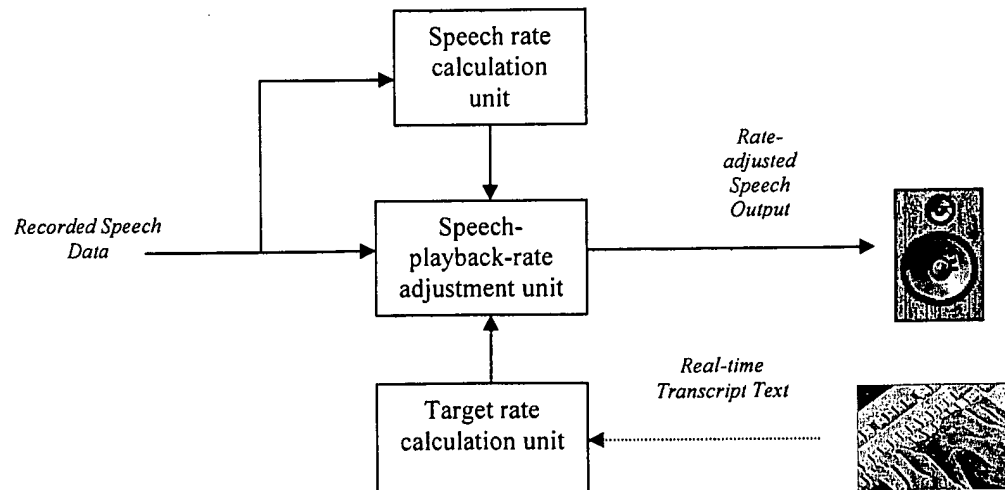 Speech rate
calculation
unit
Rate-
adjusted
Speech
Output
Recorded Speech
Data
Speech-
playback-rate
adjustment unit
Real-time
Transcript Text
Target rate
calculation unit